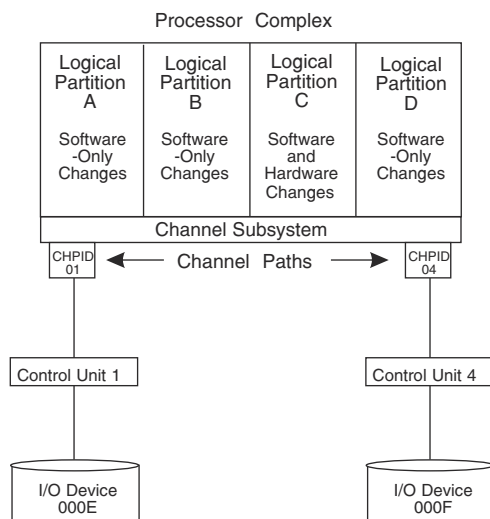 Processor Complex
Logical
Partition
A
Software
-Only
Changes
Logical
Partition
B
Software
-Only
Changes
Logical
Partition
C
Software
and
Hardware
Changes
Logical
Partition
D
Software
-Only
Changes
Channel Subsystem
CHPID
01
Channel Paths
CHPID
04
Control Unit 1
Control Unit 4
I/O Device
000E
I/O Device
000F